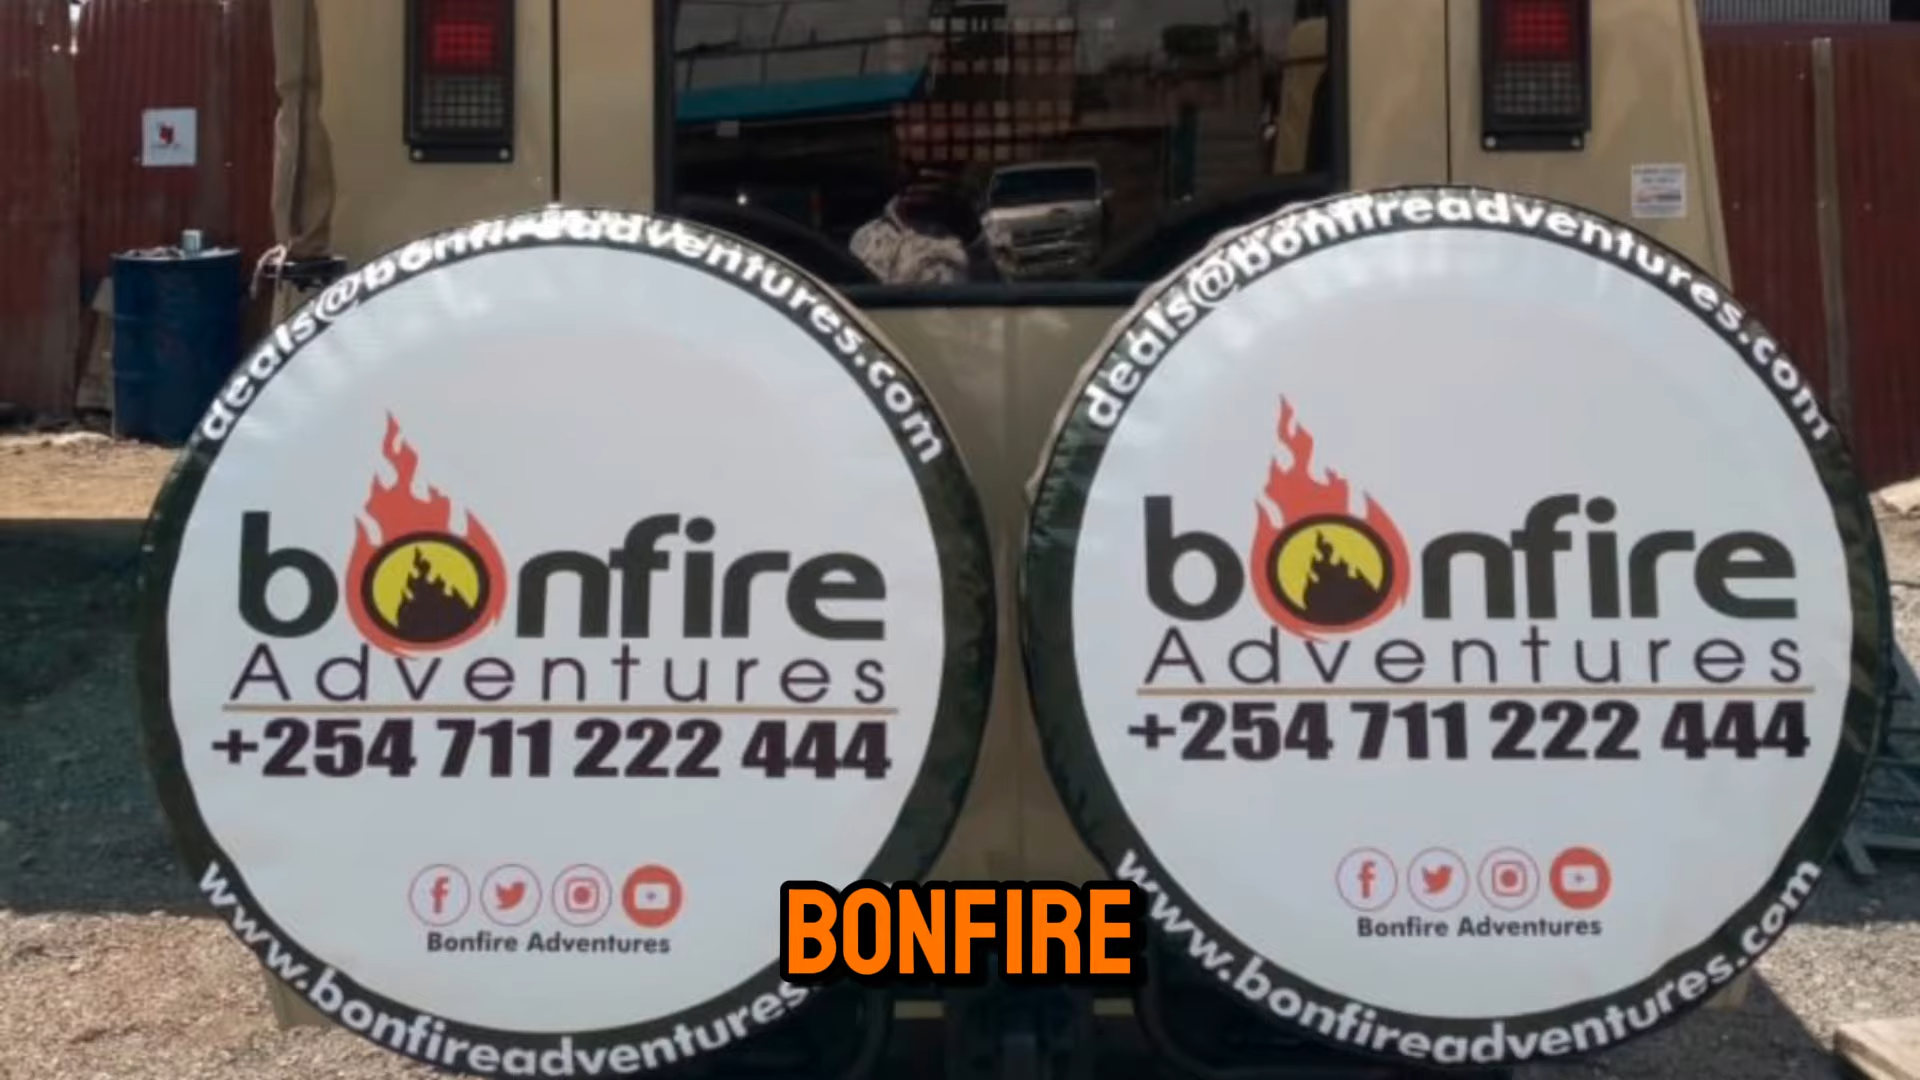 deals@bonfireadventures.com
bonfire
Adventures
+254 711 222 444
Bonfire Adventures
www.bonfireadventures.
deals@bonfireadventures.com
bonfire
Adventures
+254 711 222 444
Bonfire Adventures
www.bonfireadventures.com
BONFIRE